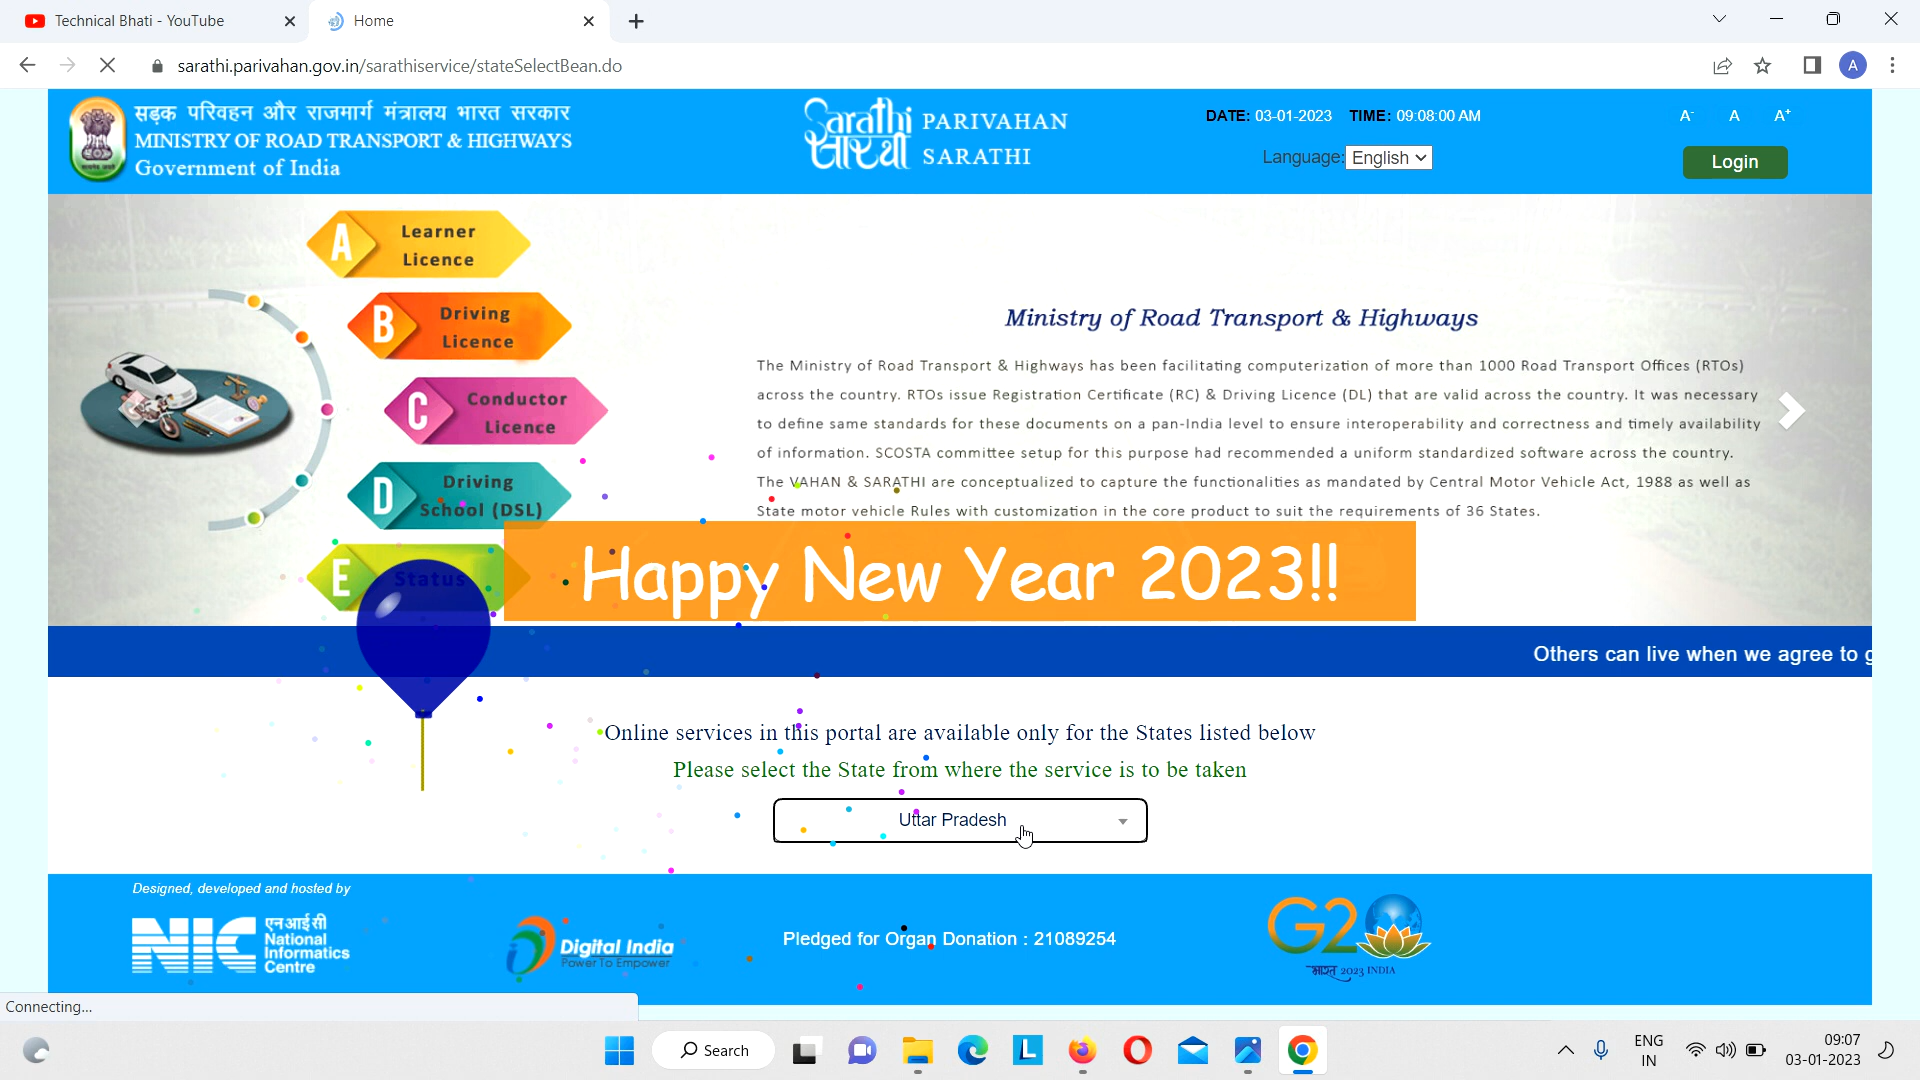 Technical Bhati - YouTube
Home
sarathi.parivahan.gov.in/sarathiservice/stateSelectBean.do
A
सड़क परिवहन और राजमार्ग मंत्रालय भारत सरकार
MINISTRY OF ROAD TRANSPORT & HIGHWAYS
Government of India
Sarathi
सारथी
PARIVAHAN
SARATHI
DATE: 03-01-2023 TIME: 09:08:00 AM
Language: English
A- A A+
Login
A Learner Licence
B Driving Licence
C Conductor Licence
D Driving School (DSL)
E Status
Ministry of Road Transport & Highways
The Ministry of Road Transport & Highways has been facilitating computerization of more than 1000 Road Transport Offices (RTOs)
across the country. RTOs issue Registration Certificate (RC) & Driving Licence (DL) that are valid across the country. It was necessary
to define same standards for these documents on a pan-India level to ensure interoperability and correctness and timely availability
of information. SCOSTA committee setup for this purpose had recommended a uniform standardized software across the country.
The VAHAN & SARATHI are conceptualized to capture the functionalities as mandated by Central Motor Vehicle Act, 1988 as well as
State motor vehicle Rules with customization in the core product to suit the requirements of 36 States.
Happy New Year 2023!!
Others can live when we agree to g
Online services in this portal are available only for the States listed below
Please select the State from where the service is to be taken
Uttar Pradesh
Designed, developed and hosted by
NIC
एन आई सी
National
Informatics
Centre
Digital India
Power To Empower
Pledged for Organ Donation : 21089254
G20
भारत 2023 INDIA
Connecting...
Search
L
ENG
IN
09:07
03-01-2023